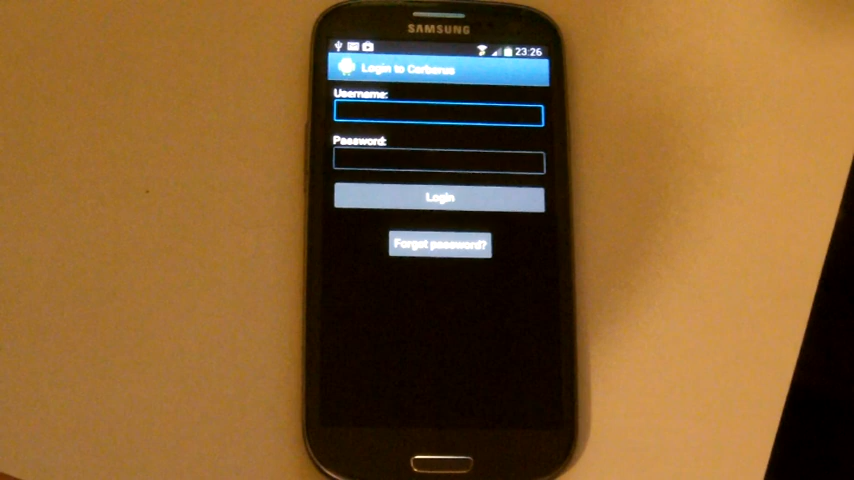 SAMSUNG
23:26
Login to Cerberus
Username:
Password:
Login
Forgot password?